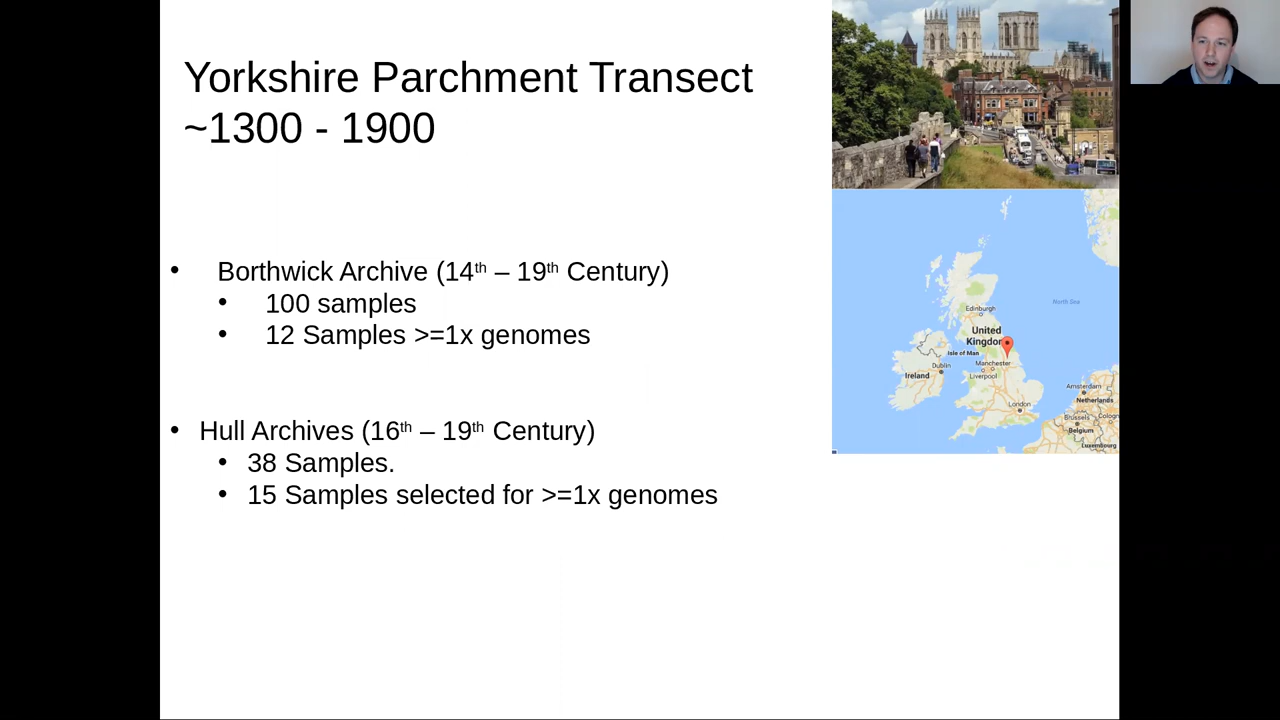 Yorkshire Parchment Transect
~1300 - 1900
• Borthwick Archive (14th – 19th Century)
• 100 samples
• 12 Samples >=1x genomes
• Hull Archives (16th – 19th Century)
• 38 Samples.
• 15 Samples selected for >=1x genomes
North Sea
Edinburgh
United
Kingdom
Isle of Man
Manchester
Dublin
Liverpool
Ireland
London
Amsterdam
Netherlands
Brussels
Cologn
Belgium
Luxembourg